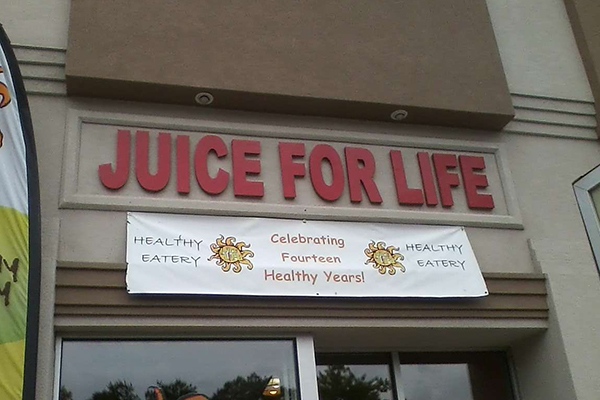 JUICE FOR LIFE
HEALTHY
EATERY
Celebrating
Fourteen
Healthy Years!
HEALTHY
EATERY